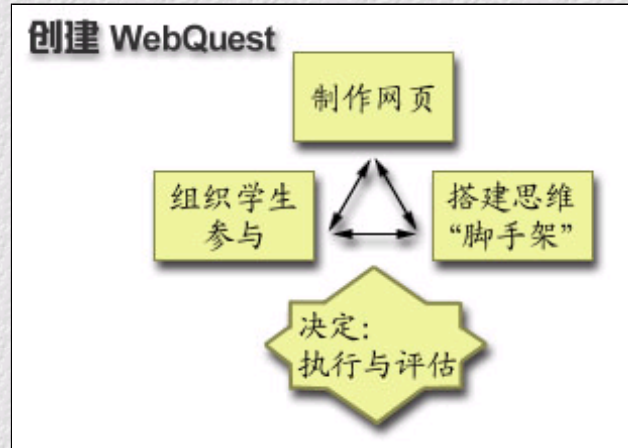 创建 WebQuest
制作网页
组织学生
参与
搭建思维
“脚手架”
决定:
执行与评估